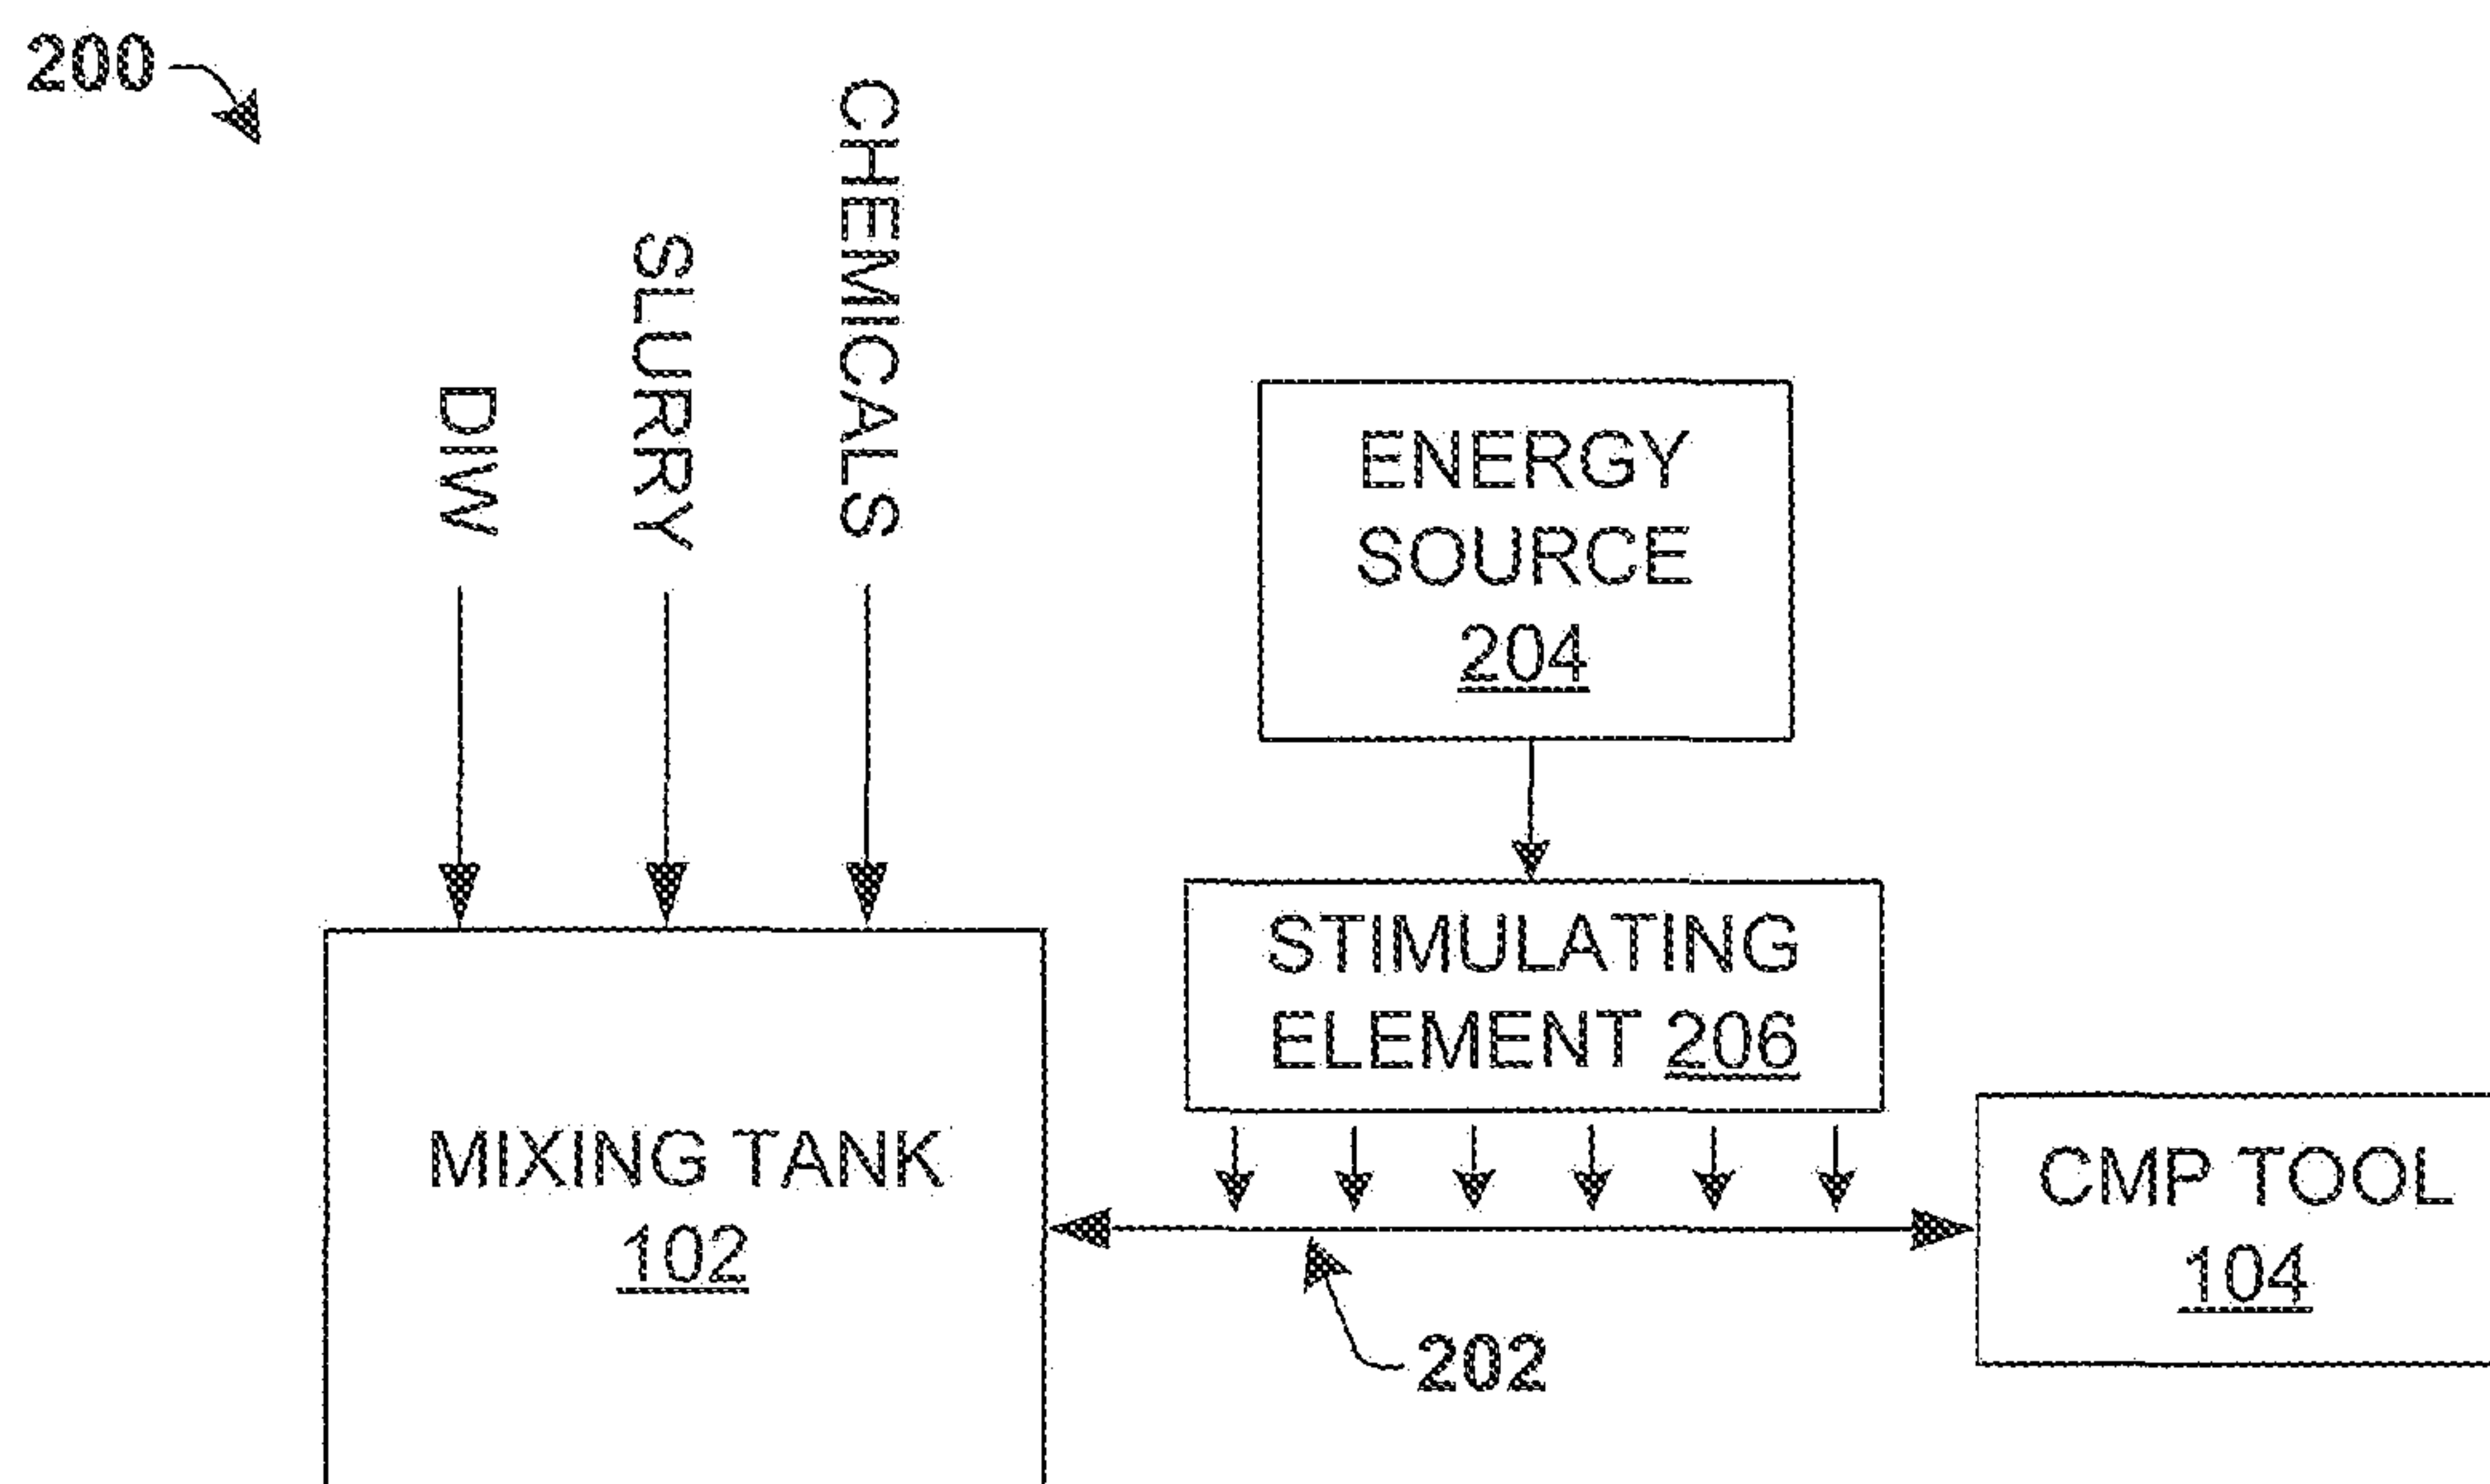 200
CHEMICALS
SLURRY
DIW
ENERGY
SOURCE
204
STIMULATING
ELEMENT 206
MIXING TANK
102
CMP TOOL
104
202